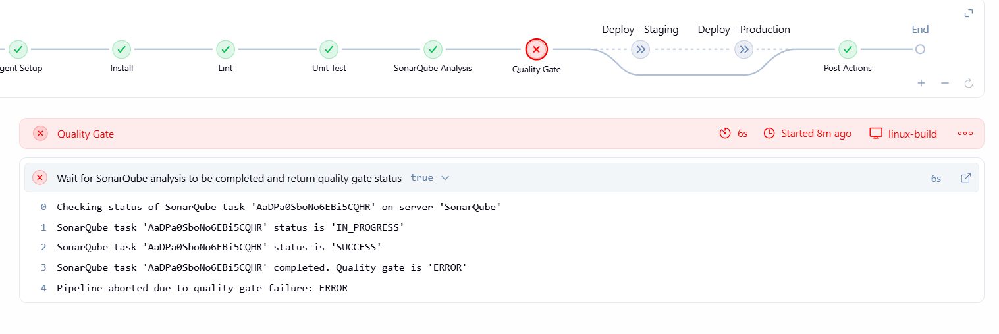 Deploy - Staging
Deploy - Production
End
gent Setup
Install
Lint
Unit Test
SonarQube Analysis
Quality Gate
Post Actions
Quality Gate
6s
Started 8m ago
linux-build
Wait for SonarQube analysis to be completed and return quality gate status true
6s
0 Checking status of SonarQube task 'AaDPa0SboNo6EBi5CQHR' on server 'SonarQube'
1 SonarQube task 'AaDPa0SboNo6EBi5CQHR' status is 'IN_PROGRESS'
2 SonarQube task 'AaDPa0SboNo6EBi5CQHR' status is 'SUCCESS'
3 SonarQube task 'AaDPa0SboNo6EBi5CQHR' completed. Quality gate is 'ERROR'
4 Pipeline aborted due to quality gate failure: ERROR